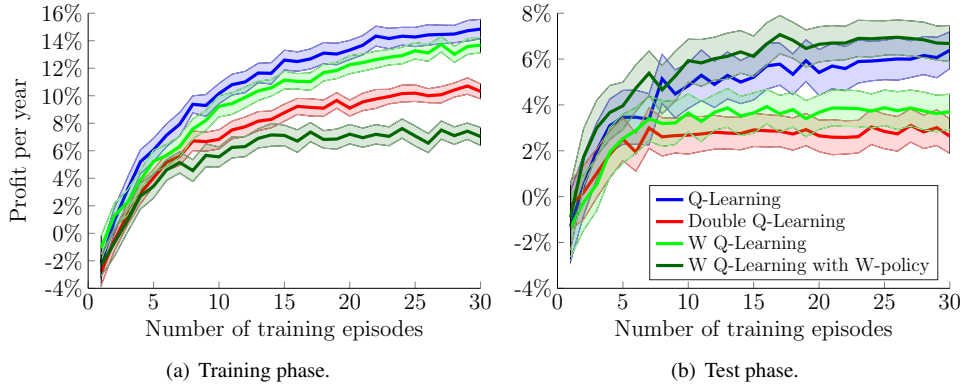 Profit per year
16%
14%
12%
10%
8%
6%
4%
2%
0%
-2%
-4%
0 5 10 15 20 25 30
Number of training episodes
(a) Training phase.
8%
6%
4%
2%
0%
-2%
-4%
0 5 10 15 20 25 30
Q-Learning
Double Q-Learning
W Q-Learning
W Q-Learning with W-policy
Number of training episodes
(b) Test phase.